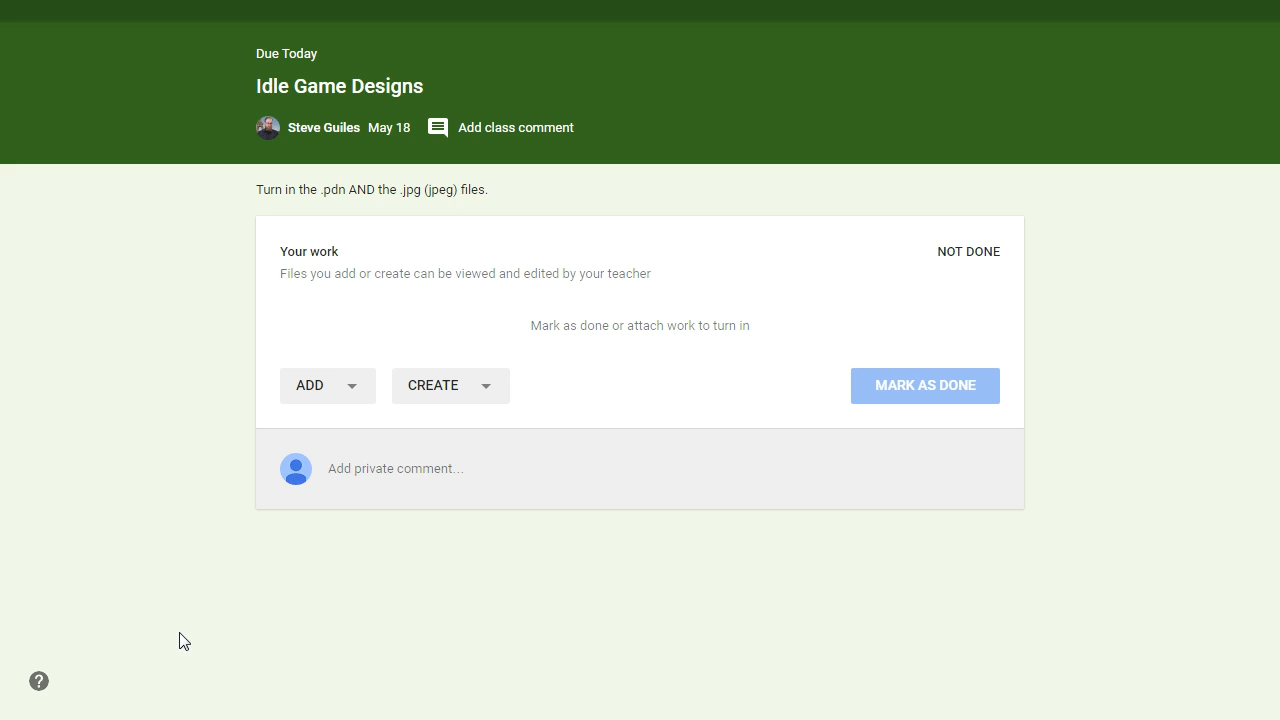 Due Today
Idle Game Designs
Steve Guiles May 18 Add class comment
Turn in the .pdn AND the .jpg (jpeg) files.
Your work NOT DONE
Files you add or create can be viewed and edited by your teacher
Mark as done or attach work to turn in
ADD CREATE MARK AS DONE
Add private comment...
?